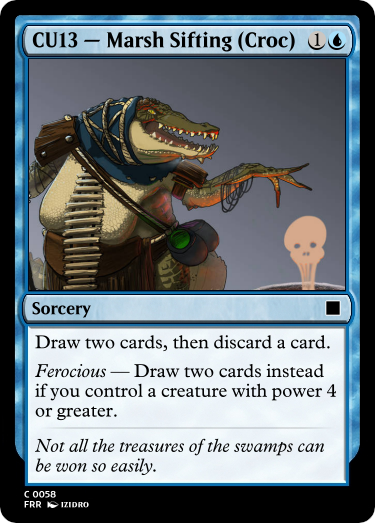 CU13 — Marsh Sifting (Croc) 1
Sorcery
Draw two cards, then discard a card.
Ferocious — Draw two cards instead
if you control a creature with power 4
or greater.
Not all the treasures of the swamps can
be won so easily.
C 0058
FRR IZIDRO